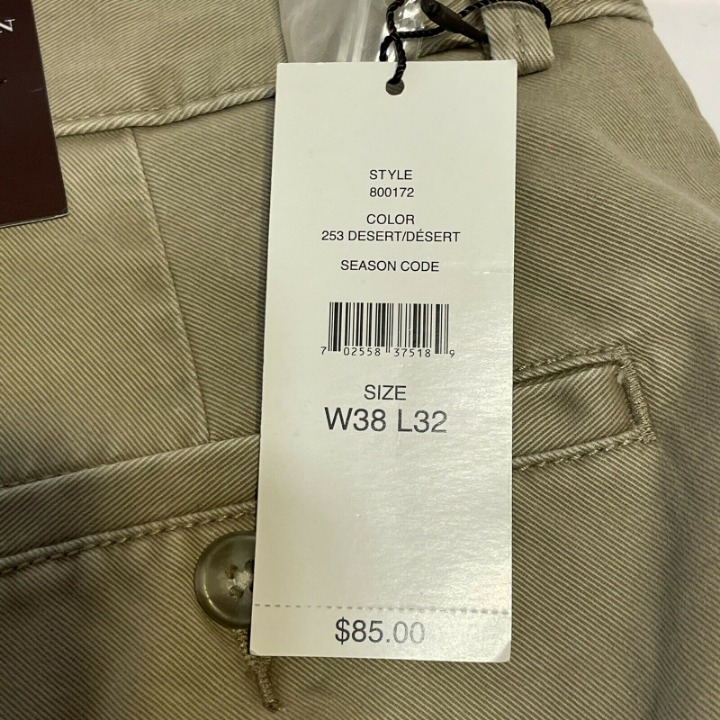 N
STYLE
800172
COLOR
253 DESERT/DÉSERT
SEASON CODE
7 02558 37518 9
SIZE
W38 L32
$85.00